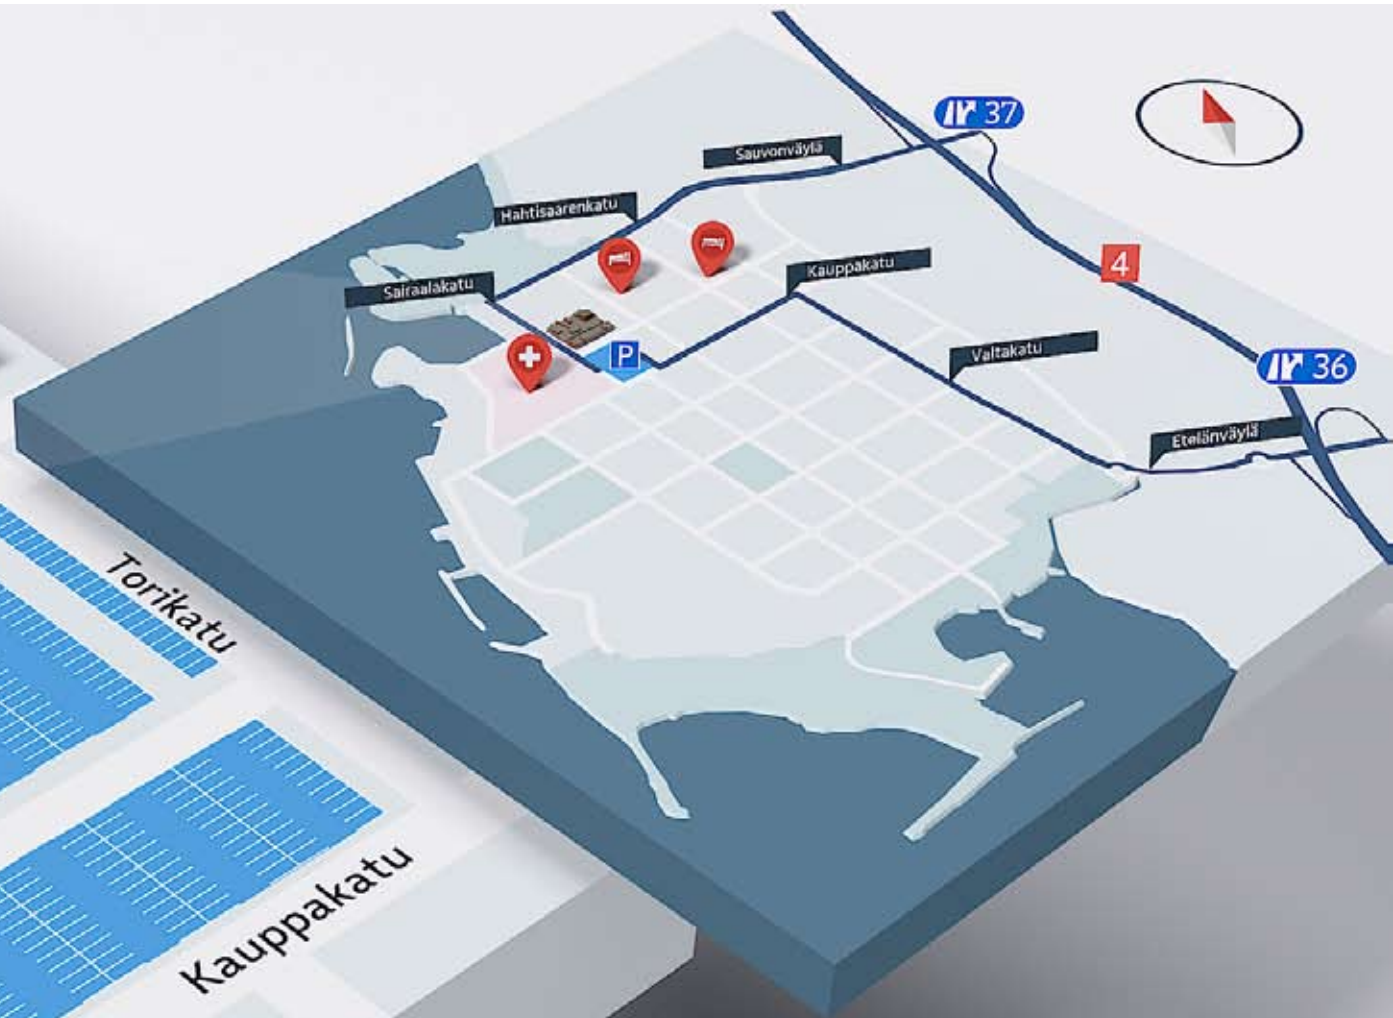 37
Sauvonväylä
Hahtisaarenkatu
4
Kauppakatu
Sairaalakatu
P
Valtakatu
36
Etelänväylä
Torikatu
Kauppakatu